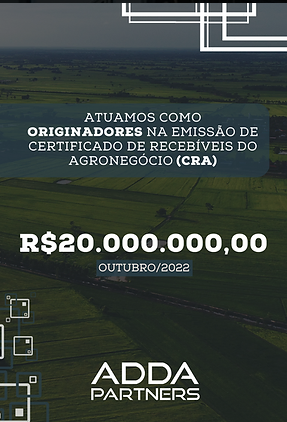 ATUAMOS COMO
ORIGINADORES NA EMISSÃO DE
CERTIFICADO DE RECEBÍVEIS DO
AGRONEGÓCIO (CRA)
R$20.000.000,00
OUTUBRO/2022
ADDA
PARTNERS